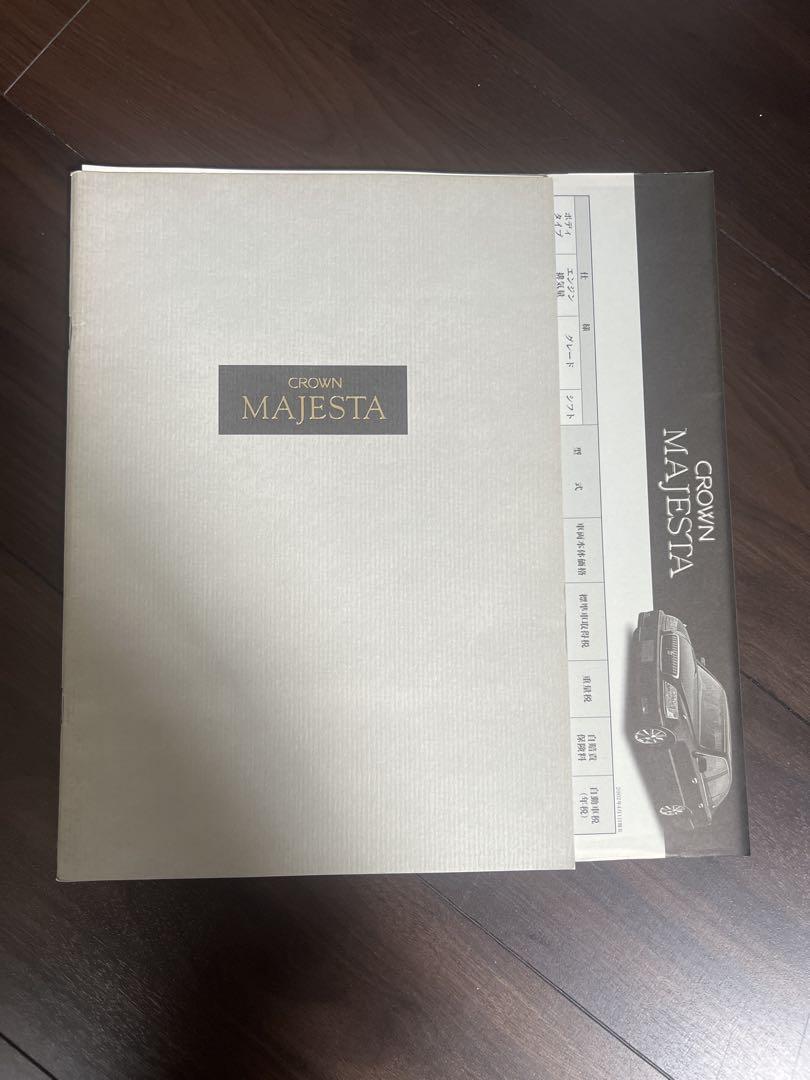 CROWN
MAJESTA
CROWN
MAJESTA
仕様
ボディ
タイプ
エンジン
排気量
グレード
シフト
型式
車両本体価格
標準車取得税
重量税
自賠責
保険料
自動車税
(年税)